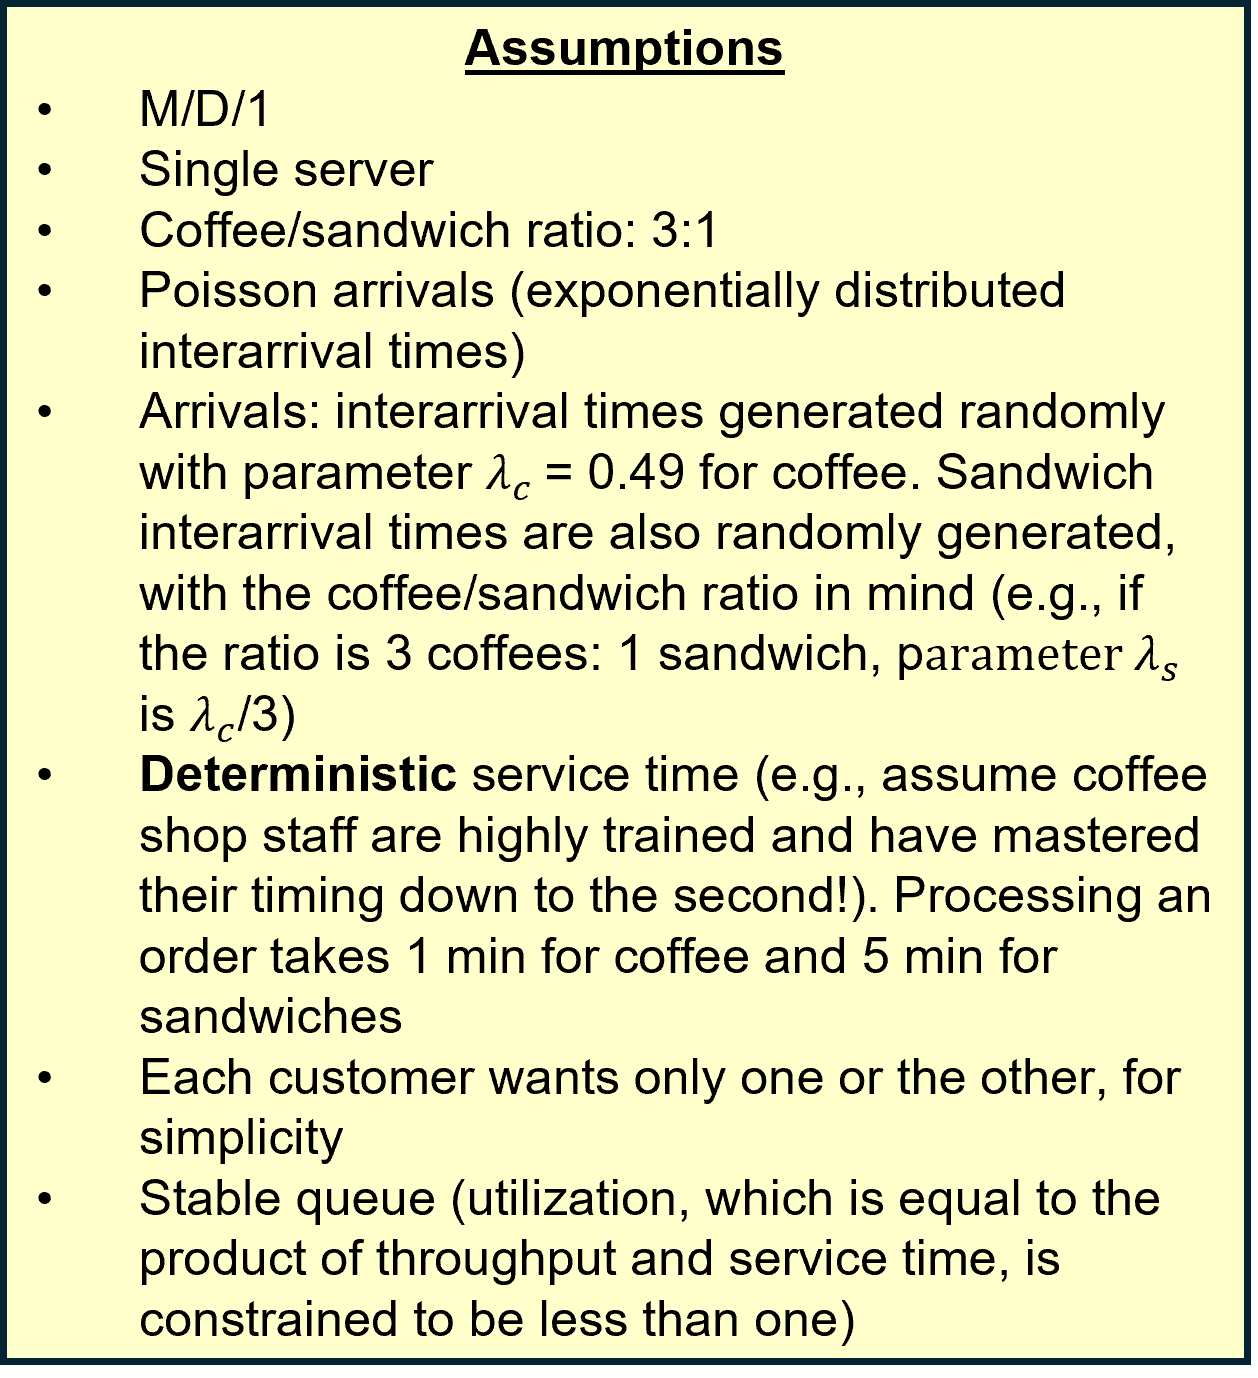 Assumptions
• M/D/1
• Single server
• Coffee/sandwich ratio: 3:1
• Poisson arrivals (exponentially distributed
interarrival times)
• Arrivals: interarrival times generated randomly
with parameter λc = 0.49 for coffee. Sandwich
interarrival times are also randomly generated,
with the coffee/sandwich ratio in mind (e.g., if
the ratio is 3 coffees: 1 sandwich, parameter λs
is λc/3)
• Deterministic service time (e.g., assume coffee
shop staff are highly trained and have mastered
their timing down to the second!). Processing an
order takes 1 min for coffee and 5 min for
sandwiches
• Each customer wants only one or the other, for
simplicity
• Stable queue (utilization, which is equal to the
product of throughput and service time, is
constrained to be less than one)